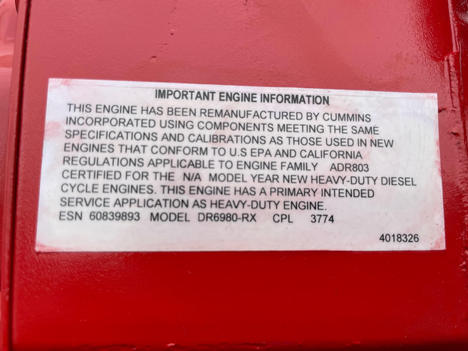 IMPORTANT ENGINE INFORMATION
THIS ENGINE HAS BEEN REMANUFACTURED BY CUMMINS
INCORPORATED USING COMPONENTS MEETING THE SAME
SPECIFICATIONS AND CALIBRATIONS AS THOSE USED IN NEW
ENGINES THAT CONFORM TO U.S EPA AND CALIFORNIA
REGULATIONS APPLICABLE TO ENGINE FAMILY ADR803
CERTIFIED FOR THE N/A MODEL YEAR NEW HEAVY-DUTY DIESEL
CYCLE ENGINES. THIS ENGINE HAS A PRIMARY INTENDED
SERVICE APPLICATION AS HEAVY-DUTY ENGINE.
ESN 60839893 MODEL DR6980-RX CPL 3774
4018326